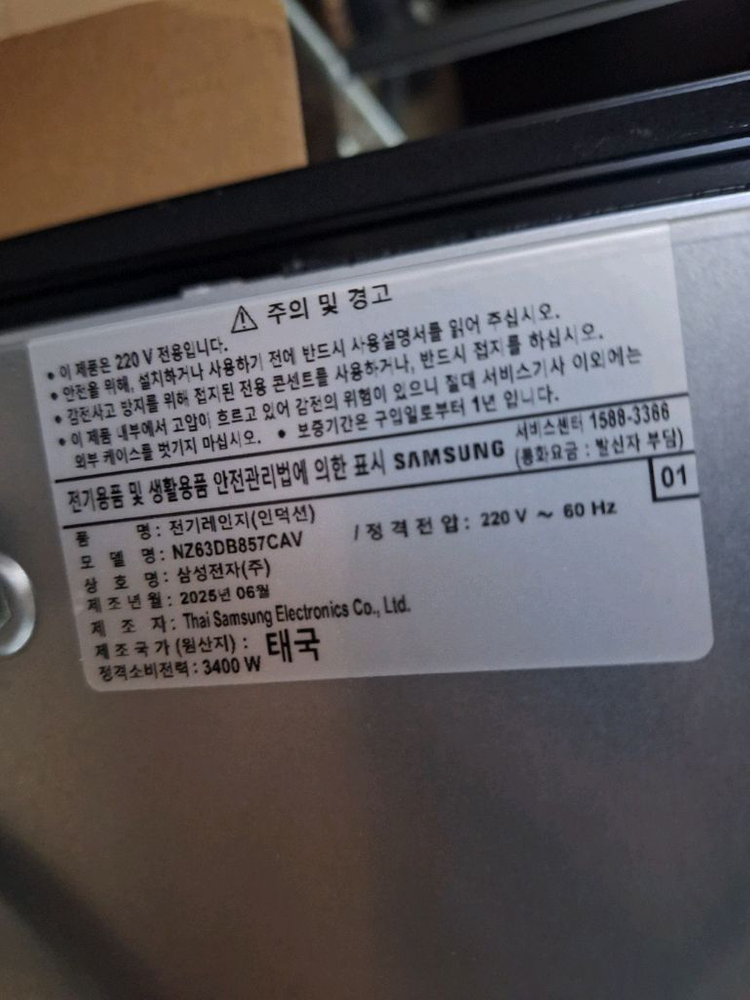 ⚠ 주의 및 경고
• 이 제품은 220 V 전용입니다.
• 안전을 위해, 설치하거나 사용하기 전에 반드시 사용설명서를 읽어 주십시오.
• 감전사고 방지를 위해 접지된 전용 콘센트를 사용하거나, 반드시 접지를 하십시오.
• 이 제품 내부에서 고압이 흐르고 있어 감전의 위험이 있으니 절대 서비스기사 이외에는
외부 케이스를 벗기지 마십시오. • 보증기간은 구입일로부터 1년 입니다.
전기용품 및 생활용품 안전관리법에 의한 표시 SAMSUNG 서비스센터 1588-3366
(통화요금 : 발신자 부담)
01
품 명 : 전기레인지(인덕션) / 정격전압 : 220 V ~ 60 Hz
모 델 명 : NZ63DB857CAV
상 호 명 : 삼성전자(주)
제조년월 : 2025년 06월
제 조 자 : Thai Samsung Electronics Co., Ltd.
제조국가 (원산지) : 태국
정격소비전력 : 3400 W